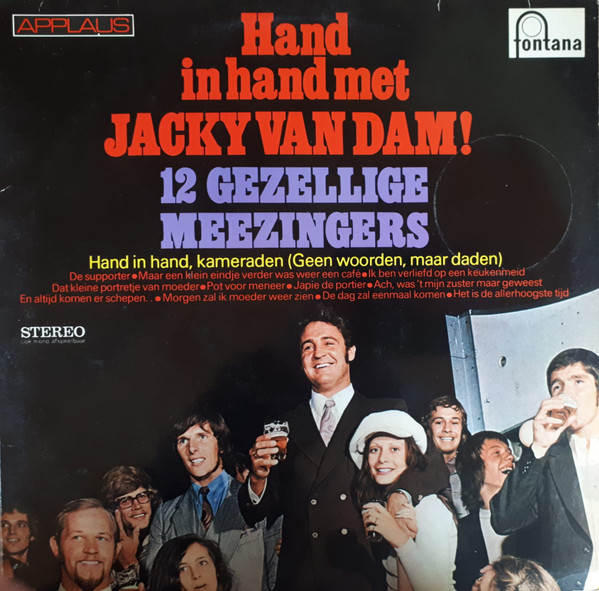 APPLAUS
fontana
Hand
in hand met
JACKY VAN DAM!
12 GEZELLIGE
MEEZINGERS
Hand in hand, kameraden (Geen woorden, maar daden)
De supporter • Maar een klein eindje verder was weer een café • Ik ben verliefd op een keukenmeid
Dat kleine portretje van moeder • Pot voor meneer • Japie de portier • Ach, was 't mijn zuster maar geweest
En altijd komen er schepen. . • Morgen zal ik moeder weer zien • De dag zal eenmaal komen • Het is de allerhoogste tijd
STEREO
ook mono afspeelbaar